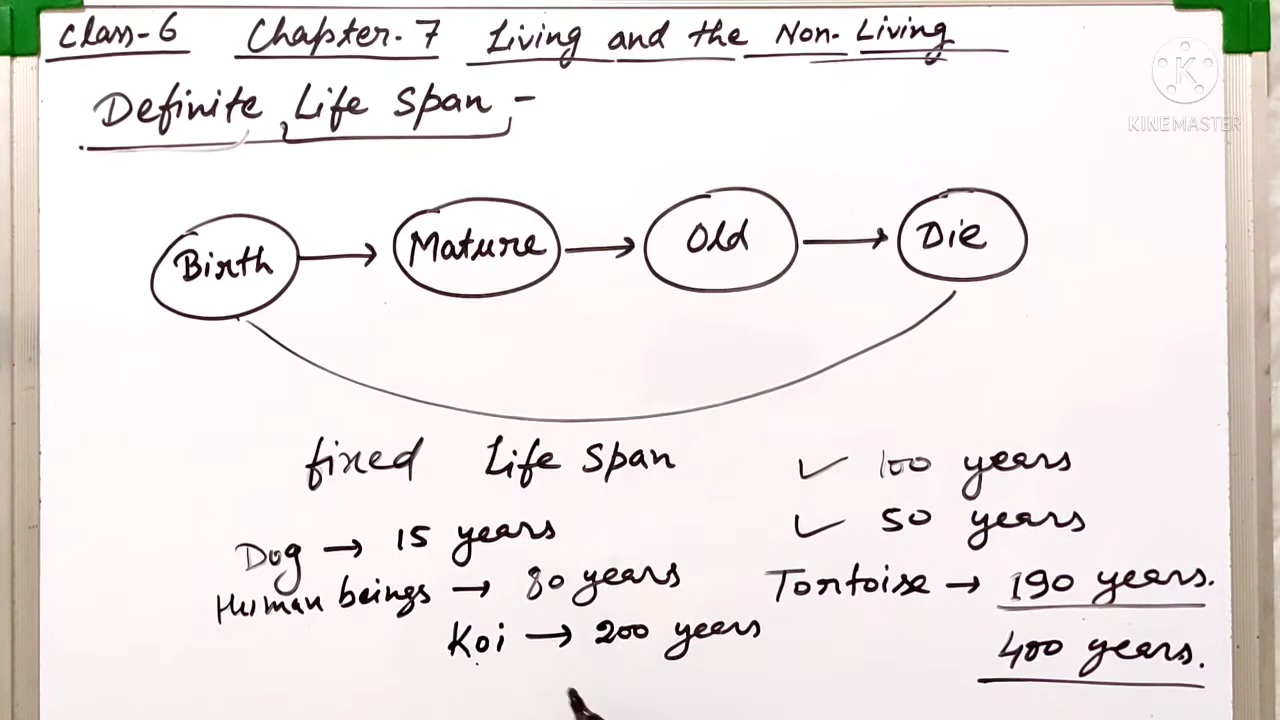 Class-6 Chapter-7 Living and the Non-Living
KINEMASTER
Definite Life Span -
Birth → Mature → Old → Die
fixed Life Span
✓ 100 years
✓ 50 years
Dog → 15 years
Human beings → 80 years
Tortoise → 190 years.
Koi → 200 years
400 years.